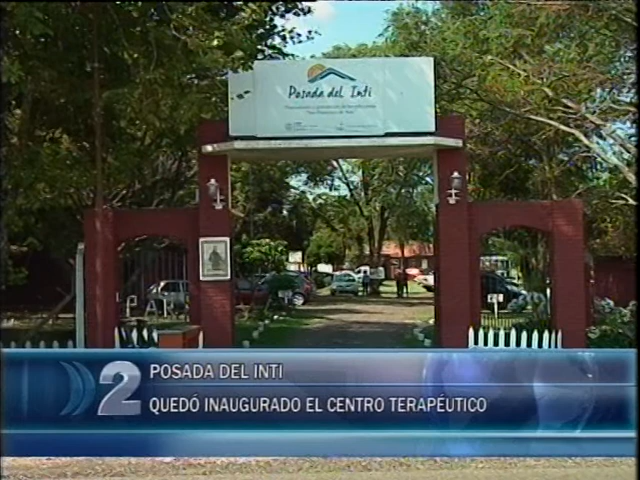 Posada del Inti
2
POSADA DEL INTI
QUEDÓ INAUGURADO EL CENTRO TERAPÉUTICO